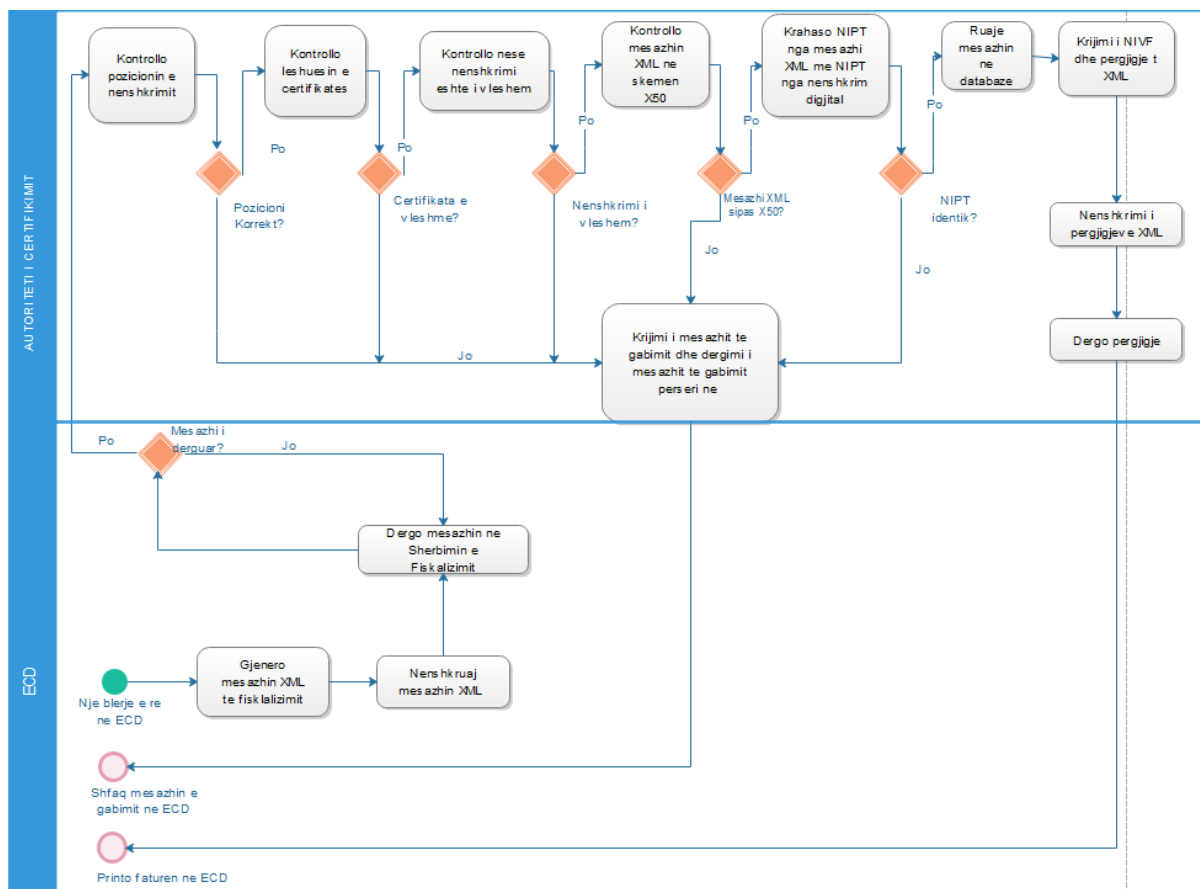 AUTORITETI I CERTIFIKIMIT
Kontrollo
pozicionin e
nenshkrimit
Kontrollo
leshuesin e
certifikates
Kontrollo nese
nenshkrimi
eshte i vleshem
Kontrollo
mesazhin
XML ne
skemen
X50
Krahaso NIPT
nga mesazhi
XML me NIPT
nga nenshkrim
digjital
Ruaje
mesazhin
ne
databaze
Krijimi i NIVF
dhe pergjigje t
XML
Po
Po
Po
Po
Po
Pozicioni
Korrekt?
Certifikata e
vleshme?
Nenshkrimi i
vleshem?
Mesazhi XML
sipas X50?
NIPT
identik?
Nenshkrimi i
pergjigjeve XML
Jo
Jo
Jo
Krijimi i mesazhit te
gabimit dhe dergimi i
mesazhit te gabimit
perseri ne
Dergo pergjigje
ECD
Po
Mesazhi i
derguar?
Jo
Dergo mesazhin ne
Sherbimin e
Fiskalizimit
Gjenero
mesazhin XML
te fisklalizimit
Nenshkruaj
mesazhin XML
Nje blerje e re
ne ECD
Shfaq mesazhin e
gabimit ne ECD
Printo faturen ne ECD